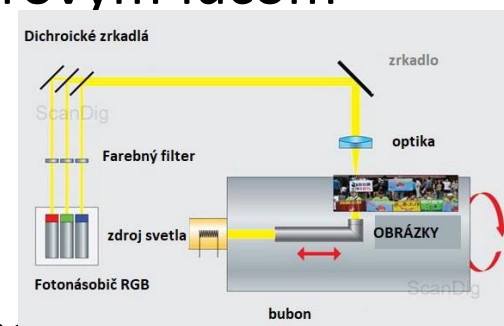 Dichroické zrkadlá
zrkadlo
ScanDig
optika
Farebný filter
zdroj svetla
OBRÁZKY
Fotonásobič RGB
ScanDig
bubon